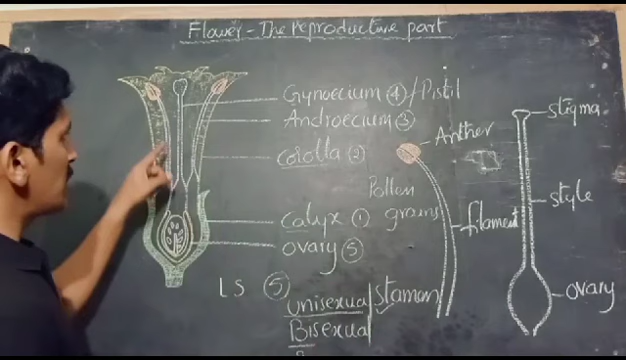 Flower - The reproductive part
Gynoecium ④/Pistil
Androecium ③
corolla ②
calyx ①
ovary ⑤
LS ⑤
unisexual
Bisexual
Anther
Pollen
grains
filament
staman
stigma
style
ovary